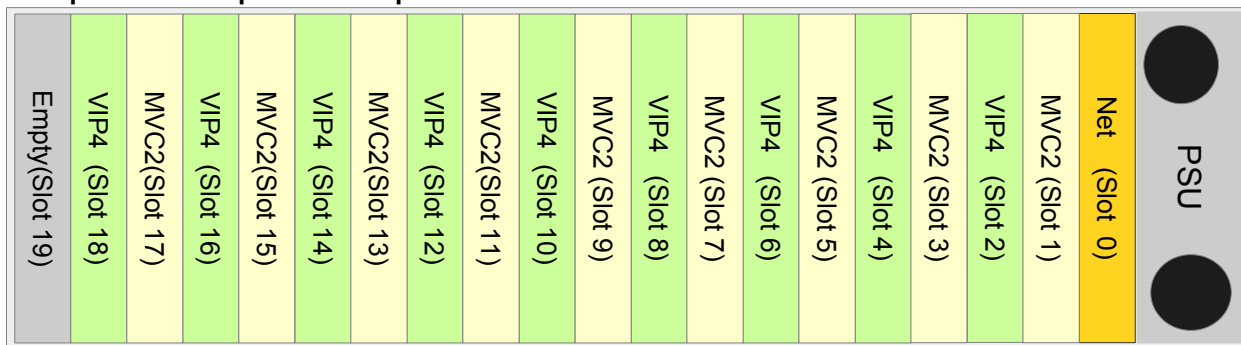 Empty(Slot 19)
VIP4 (Slot 18)
MVC2(Slot 17)
VIP4 (Slot 16)
MVC2(Slot 15)
VIP4 (Slot 14)
MVC2(Slot 13)
VIP4 (Slot 12)
MVC2(Slot 11)
VIP4 (Slot 10)
MVC2 (Slot 9)
VIP4 (Slot 8)
MVC2 (Slot 7)
VIP4 (Slot 6)
MVC2 (Slot 5)
VIP4 (Slot 4)
MVC2 (Slot 3)
VIP4 (Slot 2)
MVC2 (Slot 1)
Net (Slot 0)
PSU